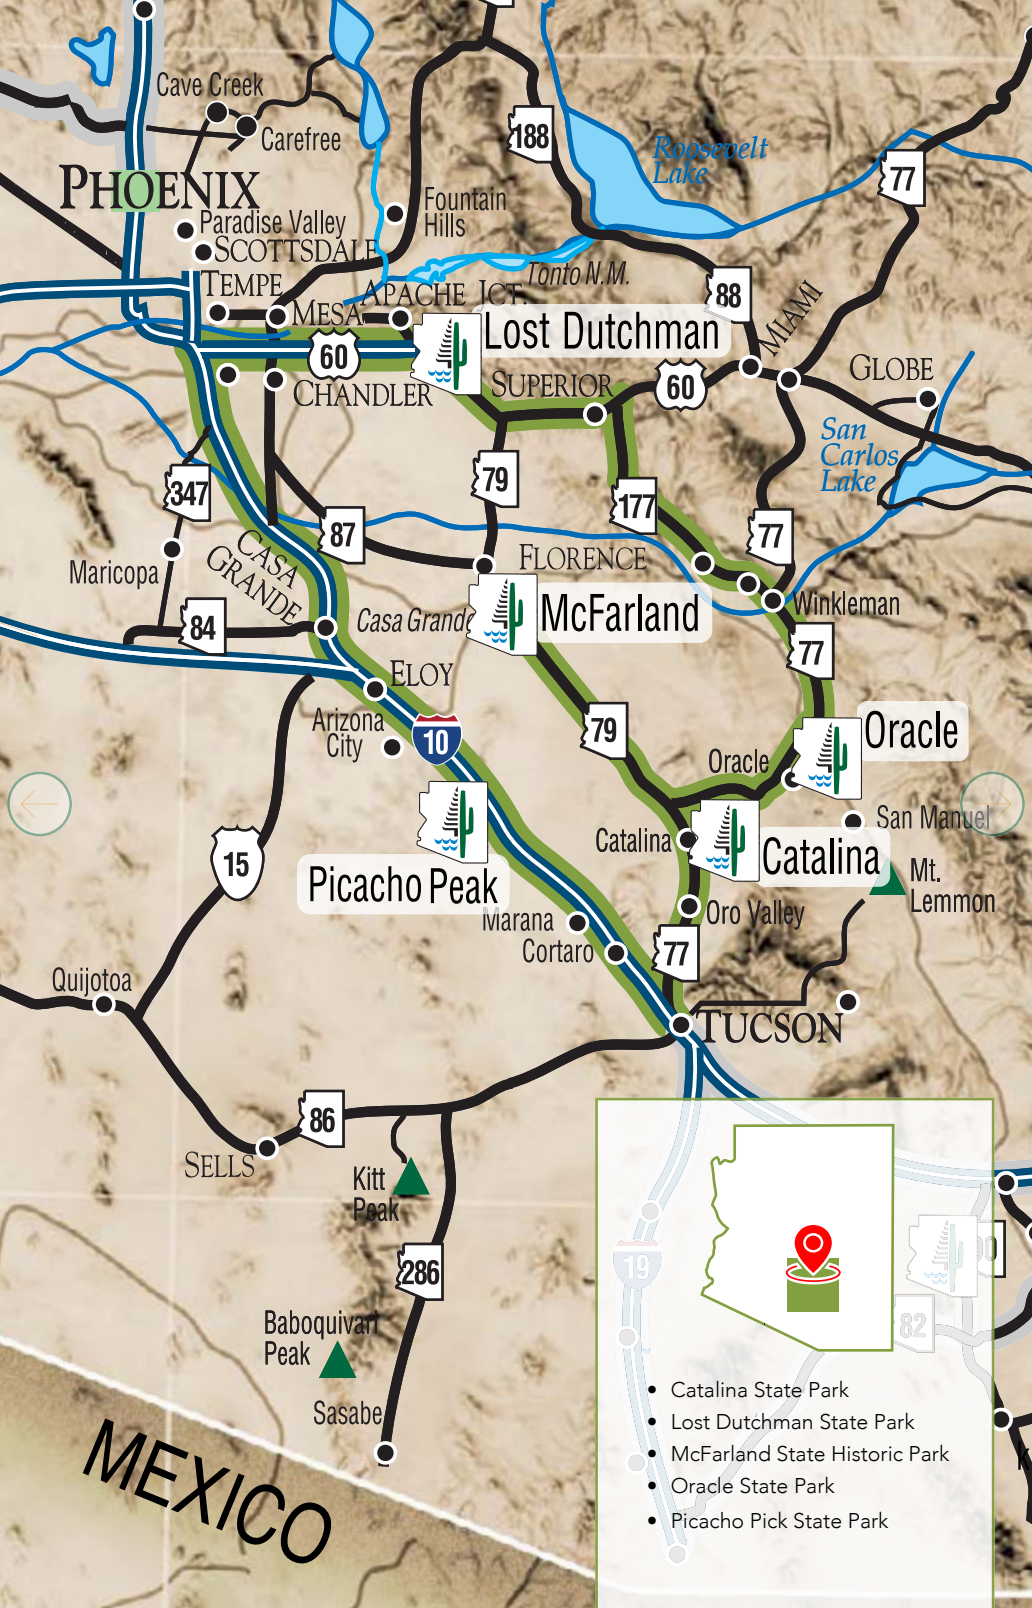 Cave Creek
Carefree
188
Roosevelt
Lake
77
PHOENIX
Fountain
Hills
Paradise Valley
SCOTTSDALE
Tonto N.M.
TEMPE
88
APACHE JCT.
MESA
MIAMI
Lost Dutchman
60
SUPERIOR
60
GLOBE
CHANDLER
San
Carlos
Lake
79
347
177
87
77
CASA
GRANDE
FLORENCE
Maricopa
Winkleman
Casa Grand
McFarland
84
77
ELOY
Arizona
City
10
79
Oracle
Oracle
San Manuel
Catalina
Catalina
15
Picacho Peak
Mt.
Lemmon
Marana
Oro Valley
Cortaro
77
Quijotoa
TUCSON
86
SELLS
Kitt
Peak
286
19
82
Baboquivari
Peak
Sasabe
MEXICO
• Catalina State Park
• Lost Dutchman State Park
• McFarland State Historic Park
• Oracle State Park
• Picacho Pick State Park